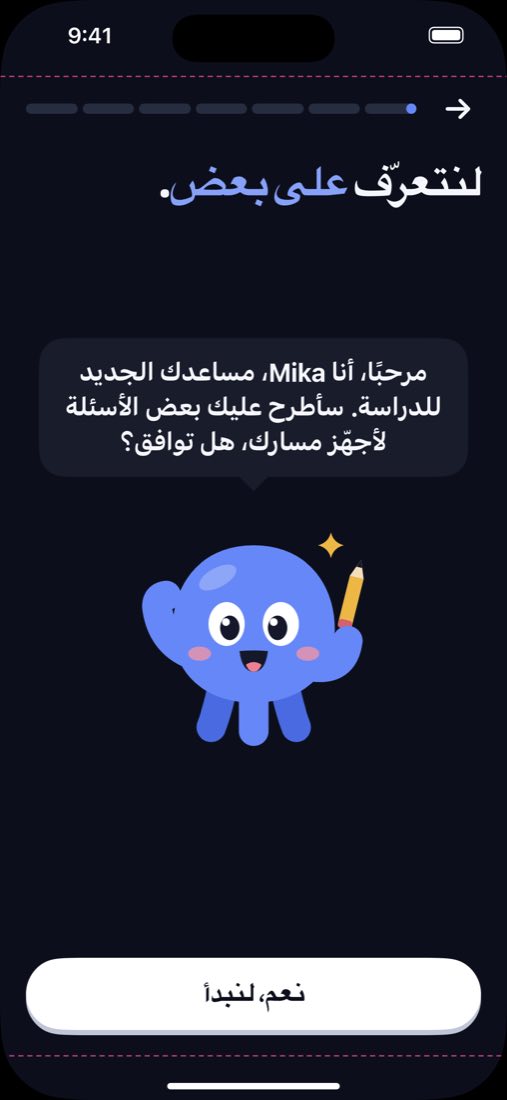 9:41
لنتعرّف على بعض.
مرحبًا، أنا Mika، مساعدك الجديد
للدراسة. سأطرح عليك بعض الأسئلة
لأجهّز مسارك، هل توافق؟
نعم، لنبدأ